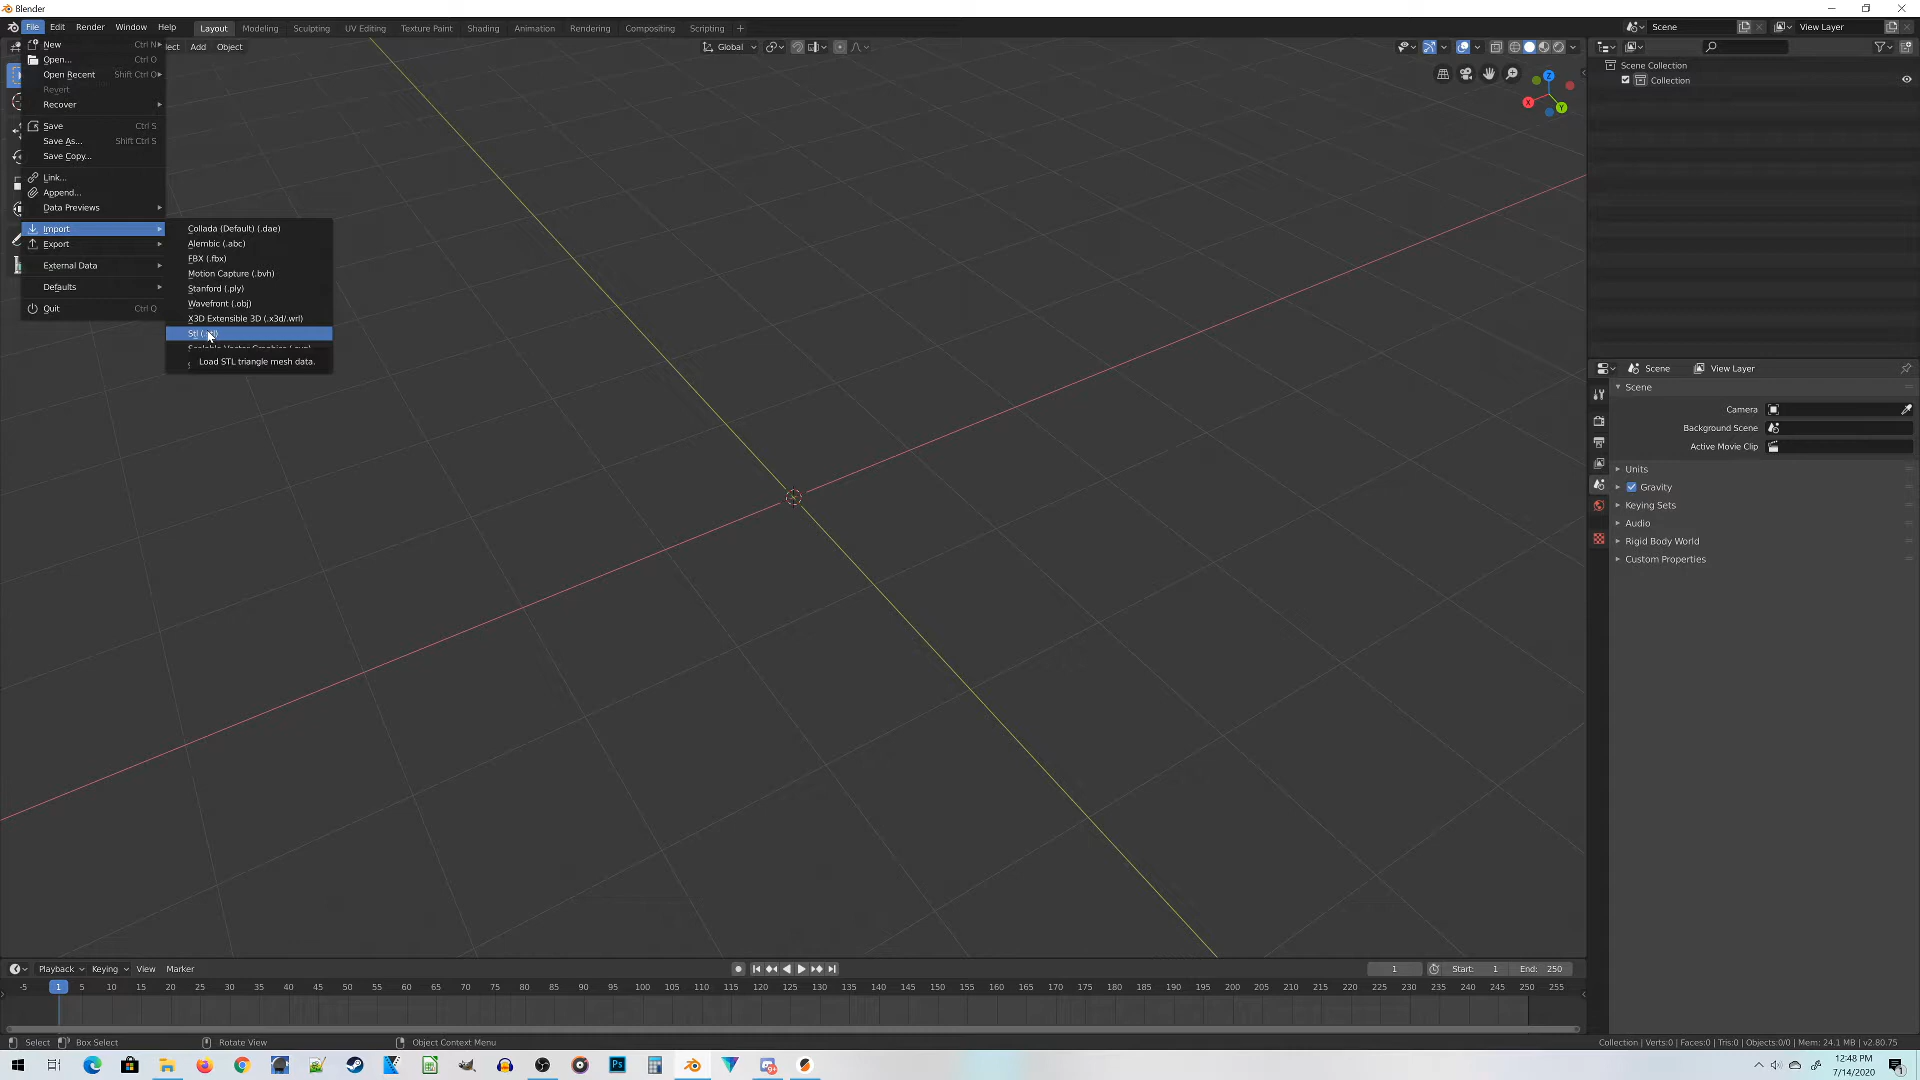 Blender
File Edit Render Window Help Layout Modeling Sculpting UV Editing Texture Paint Shading Animation Rendering Compositing Scripting + Scene View Layer
New Ctrl N
Add Object Global
Open... Ctrl O
Open Recent Shift Ctrl O
Revert
Recover
Save Ctrl S
Save As... Shift Ctrl S
Save Copy...
Link...
Append...
Data Previews
Import
Export
External Data
Defaults
Quit Ctrl Q
Collada (Default) (.dae)
Alembic (.abc)
FBX (.fbx)
Motion Capture (.bvh)
Stanford (.ply)
Wavefront (.obj)
X3D Extensible 3D (.x3d/.wrl)
Load STL triangle mesh data.
Z
X
Y
Scene Collection
Collection
Scene View Layer
Scene
Camera
Background Scene
Active Movie Clip
Units
Gravity
Keying Sets
Audio
Rigid Body World
Custom Properties
Playback Keying View Marker 1 Start: 1 End: 250
-5 1 5 10 15 20 25 30 35 40 45 50 55 60 65 70 75 80 85 90 95 100 105 110 115 120 125 130 135 140 145 150 155 160 165 170 175 180 185 190 195 200 205 210 215 220 225 230 235 240 245 250 255
Select Box Select Rotate View Object Context Menu Collection | Verts:0 | Faces:0 | Tris:0 | Objects:0/0 | Mem: 24.1 MB | v2.80.75
12:48 PM
7/14/2020